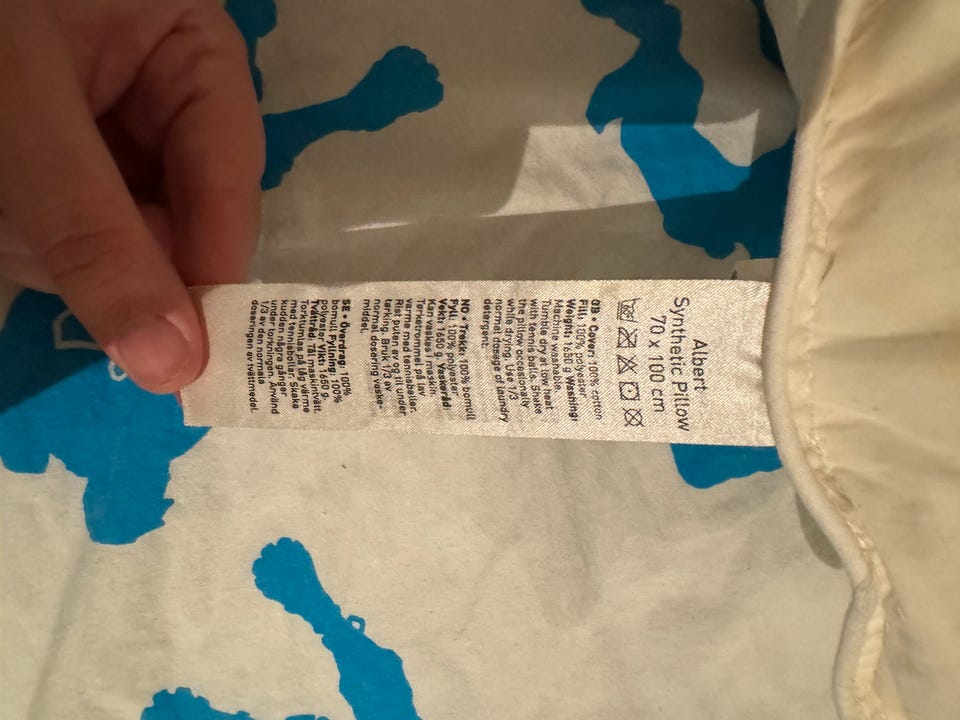 Albert
Synthetic Pillow
70 x 100 cm
GB • Cover: 100% cotton
Fill: 100% polyester
Weight: 1650 g Washing:
Machine washable
tumble dry at low heat
with tennis balls. Shake
the pillow occasionally
while drying. Use 1/3
normal dosage of laundry
detergent.
NO • Trekk: 100% bomull
Fyll: 100% polyester
Vekt: 1650 g. Vaskeråd:
Kan vaskes i maskin.
Tørketrommel på lav
varme med tennisballer.
Rist puten av og til under
tørking. Bruk 1/3 av
normal dosering vaske-
middel.
SE • Överdrag: 100%
bomull Fyllning: 100%
polyester Vikt: 1650 g.
Tvättråd: Tål maskintvätt.
Torktumlas på låg varme
med tennisbollar. Skaka
kudden några gånger
under torkningen. Använd
1/3 av den normala
doseringen av tvättmedel.